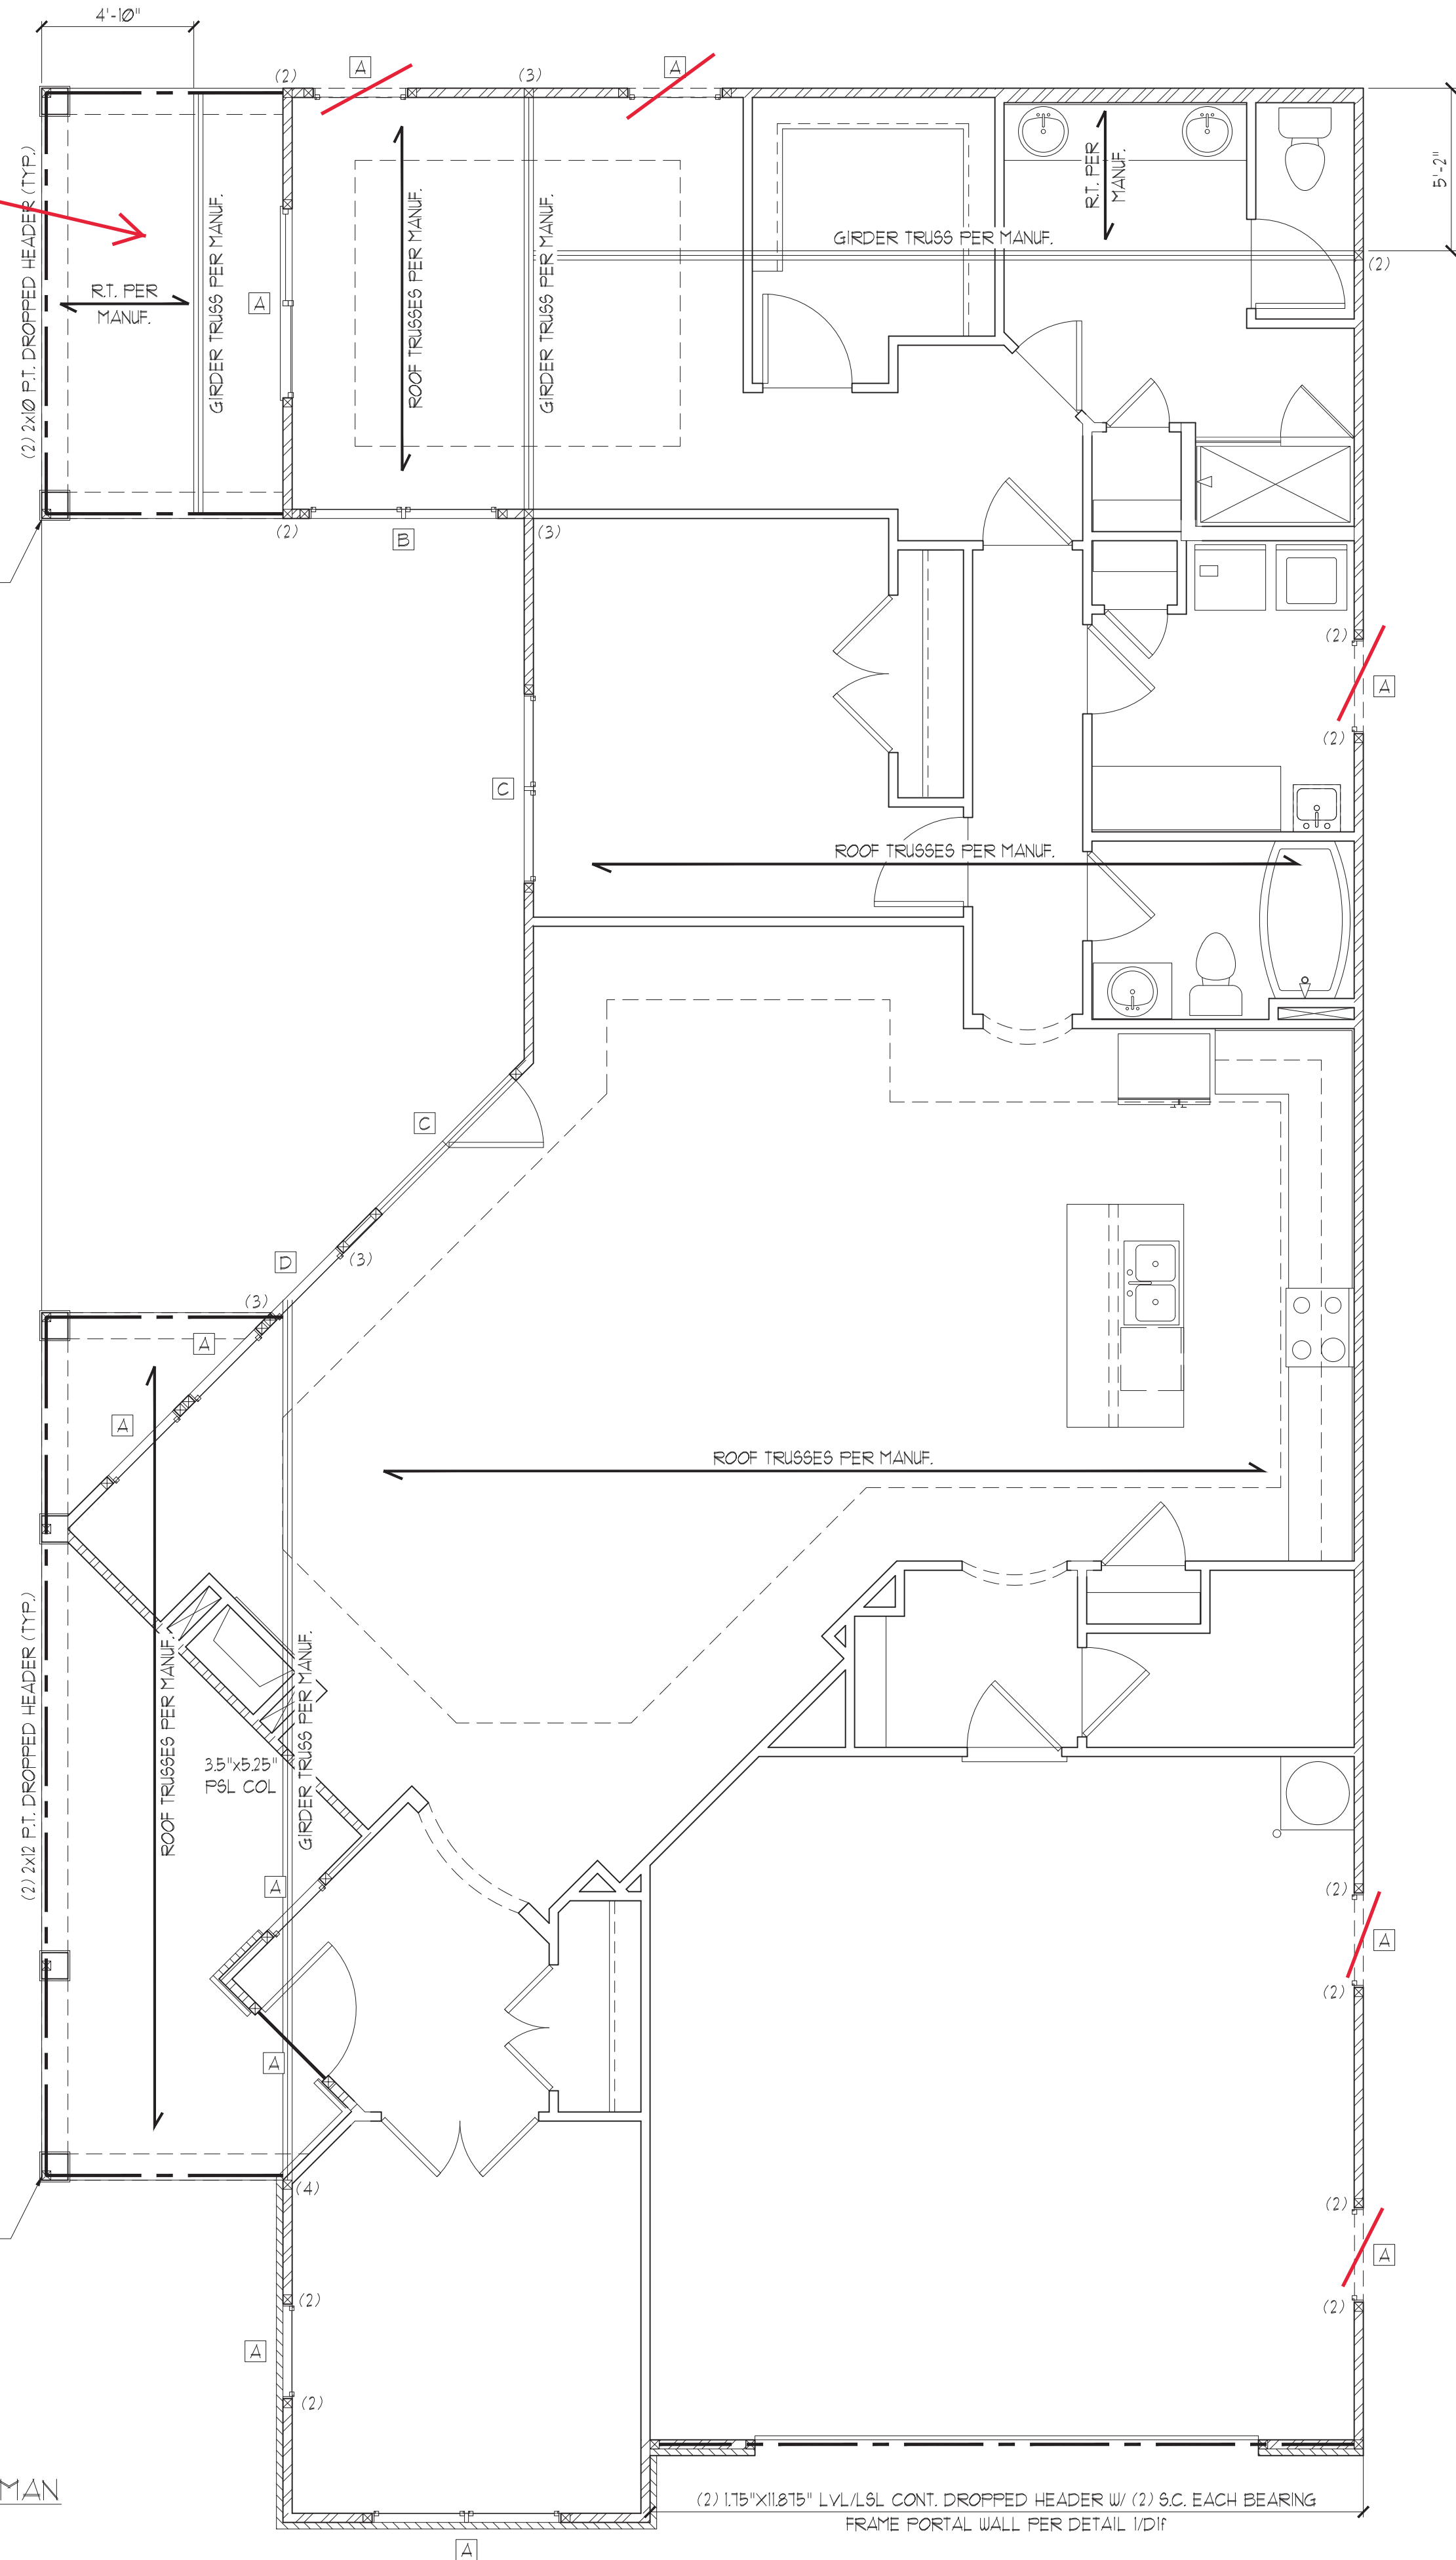 4'-10"
(2)
A
(3)
A
5'-2"
(2) 2x10 P.T. DROPPED HEADER (TYP.)
R.T. PER
MANUF.
GIRDER TRUSS PER MANUF.
A
ROOF TRUSSES PER MANUF.
GIRDER TRUSS PER MANUF.
R.T. PER
MANUF.
GIRDER TRUSS PER MANUF.
(2)
(2)
B
(3)
(2)
A
(2)
C
ROOF TRUSSES PER MANUF.
C
D
(3)
(3)
A
A
ROOF TRUSSES PER MANUF.
(2) 2x12 P.T. DROPPED HEADER (TYP.)
ROOF TRUSSES PER MANUF.
GIRDER TRUSS PER MANUF.
3.5"x5.25"
PSL COL
A
(2)
A
(2)
A
(4)
(2)
A
(2)
(2)
A
(2)
MAN
(2) 1.75"X11.875" LVL/LSL CONT. DROPPED HEADER W/ (2) S.C. EACH BEARING
FRAME PORTAL WALL PER DETAIL 1/D1f
A